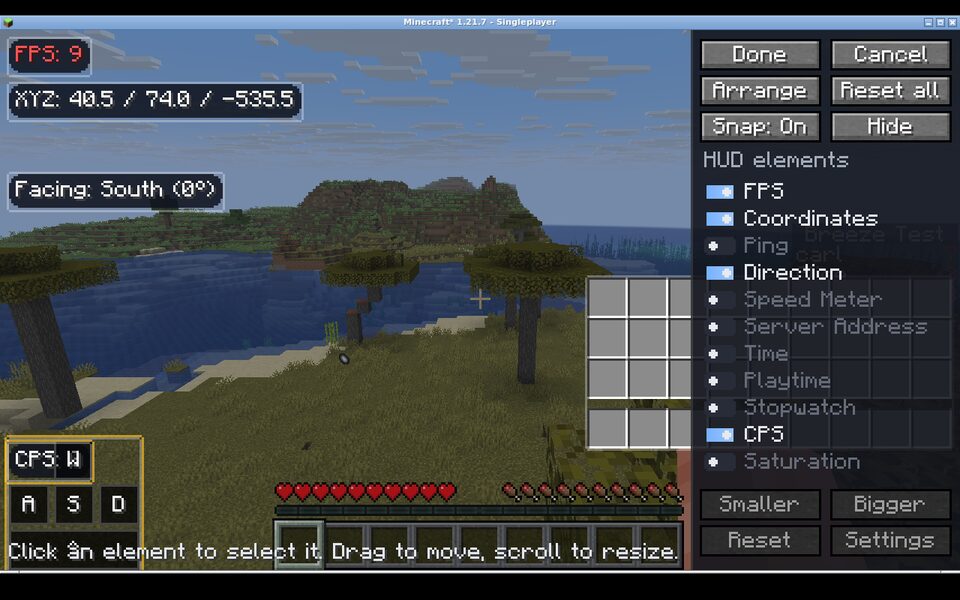 Minecraft* 1.21.7 - Singleplayer
FPS: 9
XYZ: 40.5 / 74.0 / -535.5
Facing: South (0°)
CPS: W
A S D
Click an element to select it. Drag to move, scroll to resize.
Done Cancel
Arrange Reset all
Snap: On Hide
HUD elements
FPS
Coordinates
Ping
Direction
Speed Meter
Server Address
Time
Playtime
Stopwatch
CPS
Saturation
Smaller Bigger
Reset Settings